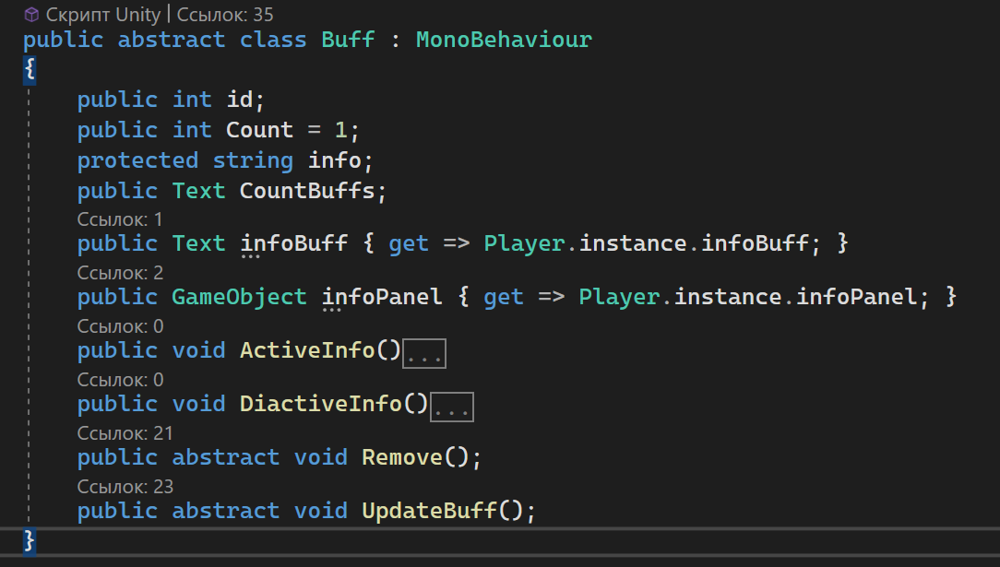 Скрипт Unity | Ссылок: 35
public abstract class Buff : MonoBehaviour
{
public int id;
public int Count = 1;
protected string info;
public Text CountBuffs;
Ссылок: 1
public Text infoBuff { get => Player.instance.infoBuff; }
Ссылок: 2
public GameObject infoPanel { get => Player.instance.infoPanel; }
Ссылок: 0
public void ActiveInfo()...
Ссылок: 0
public void DiactiveInfo()...
Ссылок: 21
public abstract void Remove();
Ссылок: 23
public abstract void UpdateBuff();
}